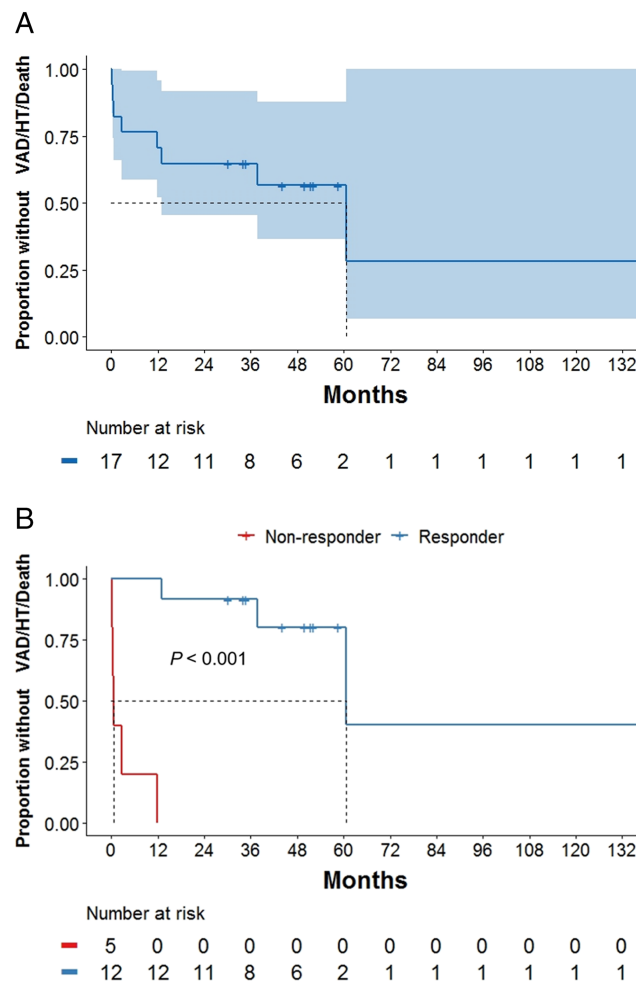 A
Proportion without VAD/HT/Death
1.00
0.75
0.50
0.25
0.00
0 12 24 36 48 60 72 84 96 108 120 132
Months
Number at risk
17 12 11 8 6 2 1 1 1 1 1 1
B
Non-responder Responder
Proportion without VAD/HT/Death
1.00
0.75
0.50
0.25
0.00
P < 0.001
0 12 24 36 48 60 72 84 96 108 120 132
Months
Number at risk
5 0 0 0 0 0 0 0 0 0 0 0
12 12 11 8 6 2 1 1 1 1 1 1